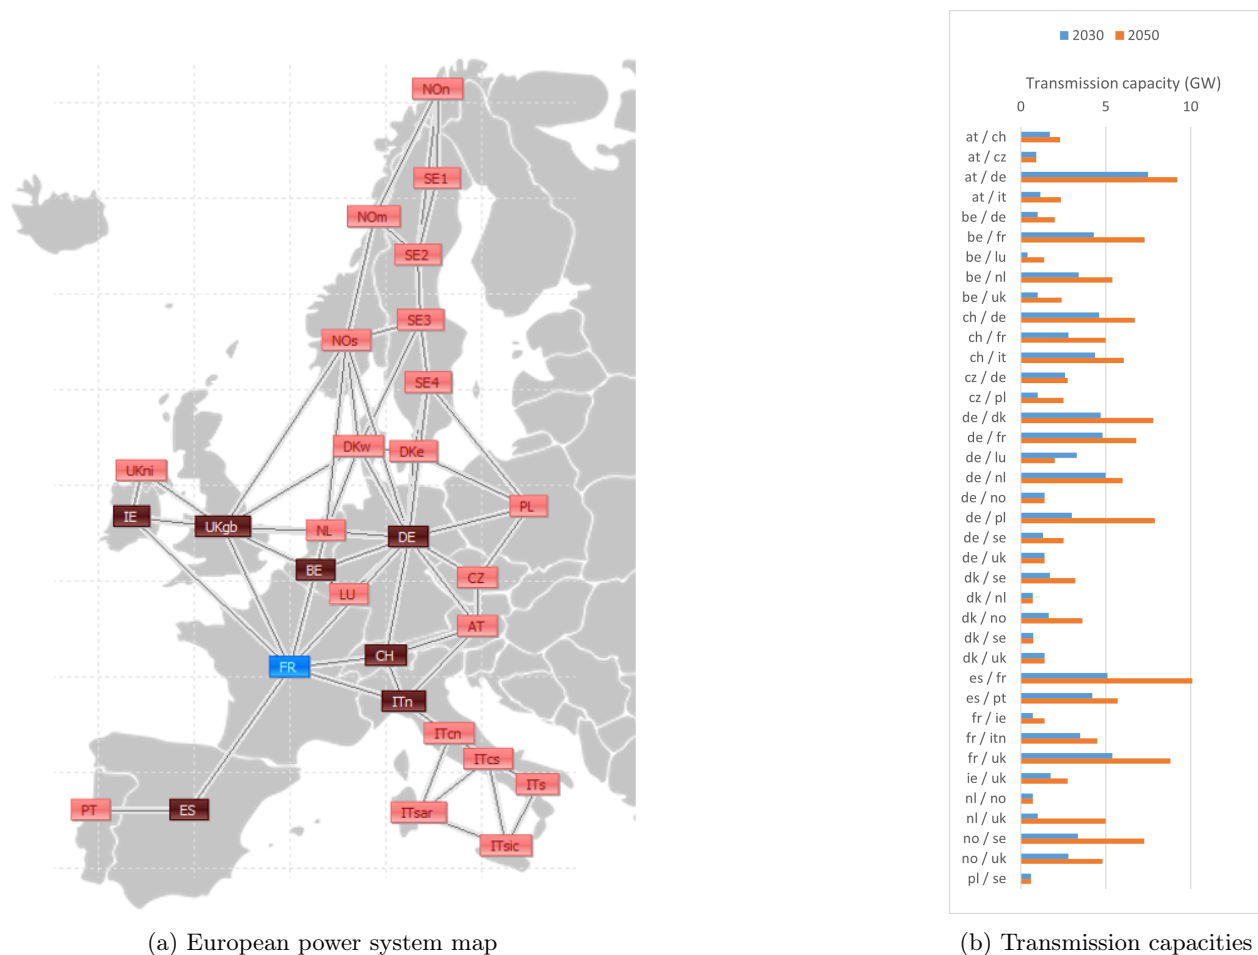 NOn
SE1
NOm
SE2
SE3
NOs
SE4
DKw
DKe
UKni
PL
IE
UKgb
NL
DE
BE
CZ
LU
AT
CH
FR
ITn
ITcn
ITcs
ITs
PT
ES
ITsar
ITsic
(a) European power system map
2030 2050
Transmission capacity (GW)
0 5 10
at / ch
at / cz
at / de
at / it
be / de
be / fr
be / lu
be / nl
be / uk
ch / de
ch / fr
ch / it
cz / de
cz / pl
de / dk
de / fr
de / lu
de / nl
de / no
de / pl
de / se
de / uk
dk / se
dk / nl
dk / no
dk / se
dk / uk
es / fr
es / pt
fr / ie
fr / itn
fr / uk
ie / uk
nl / no
nl / uk
no / se
no / uk
pl / se
(b) Transmission capacities